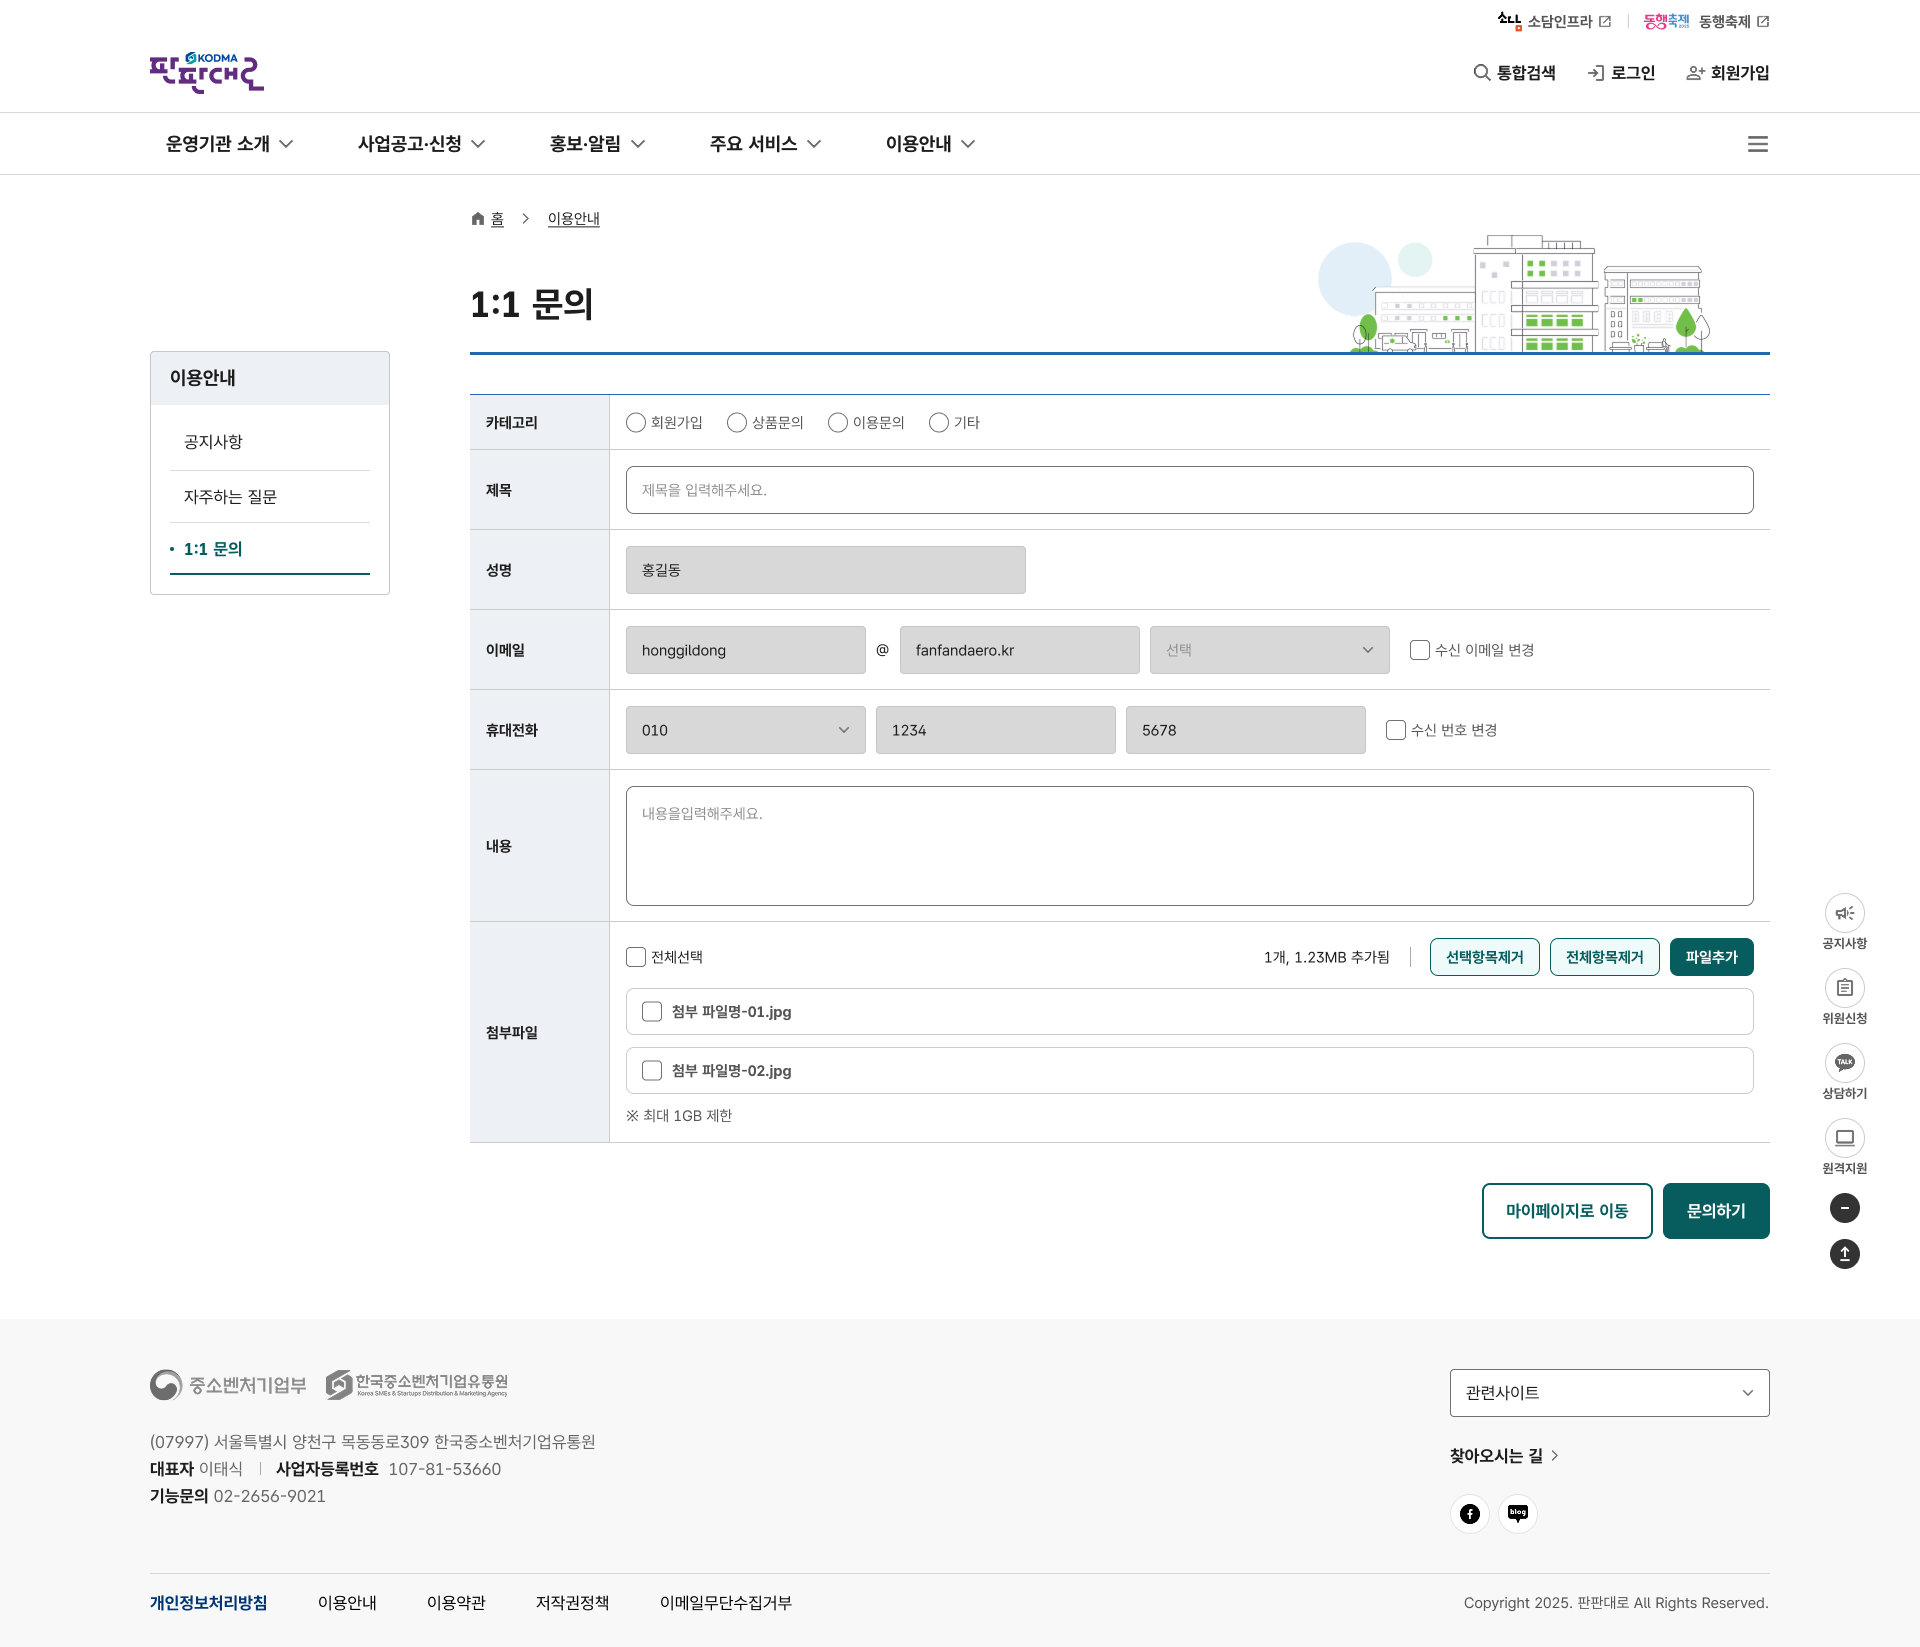 소담 소담인프라
동행축제 2025 동행축제
KODMA
판판대로
통합검색
로그인
회원가입
운영기관 소개
사업공고·신청
홍보·알림
주요 서비스
이용안내
홈 이용안내
1:1 문의
이용안내
공지사항
자주하는 질문
1:1 문의
카테고리 회원가입 상품문의 이용문의 기타
제목 제목을 입력해주세요.
성명 홍길동
이메일 honggildong @ fanfandaero.kr 선택 수신 이메일 변경
휴대전화 010 1234 5678 수신 번호 변경
내용 내용을입력해주세요.
첨부파일
전체선택 1개, 1.23MB 추가됨 선택항목제거 전체항목제거 파일추가
첨부 파일명-01.jpg
첨부 파일명-02.jpg
※ 최대 1GB 제한
마이페이지로 이동 문의하기
공지사항
위원신청
TALK
상담하기
원격지원
중소벤처기업부 한국중소벤처기업유통원
Korea SMEs & Startups Distribution & Marketing Agency
(07997) 서울특별시 양천구 목동동로309 한국중소벤처기업유통원
대표자 이태식 사업자등록번호 107-81-53660
기능문의 02-2656-9021
관련사이트
찾아오시는 길
blog
개인정보처리방침 이용안내 이용약관 저작권정책 이메일무단수집거부
Copyright 2025. 판판대로 All Rights Reserved.